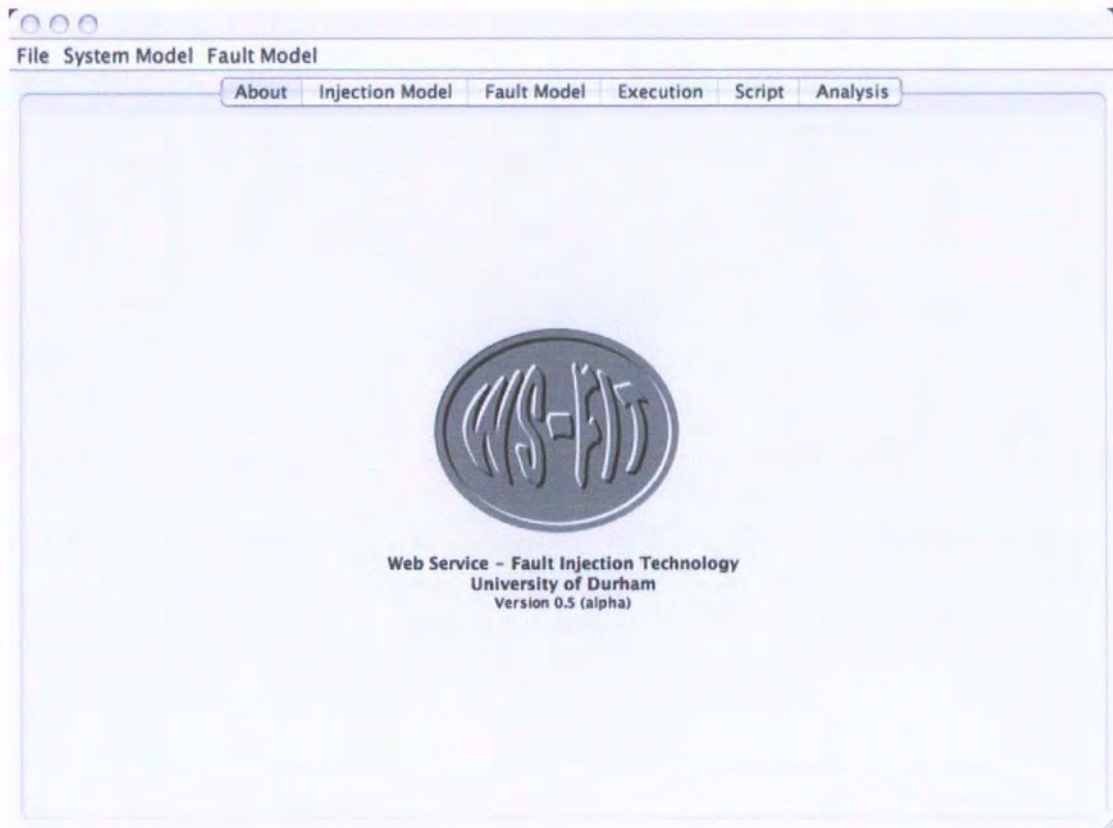 File System Model Fault Model
About Injection Model Fault Model Execution Script Analysis
WS-FIT
Web Service – Fault Injection Technology
University of Durham
Version 0.5 (alpha)